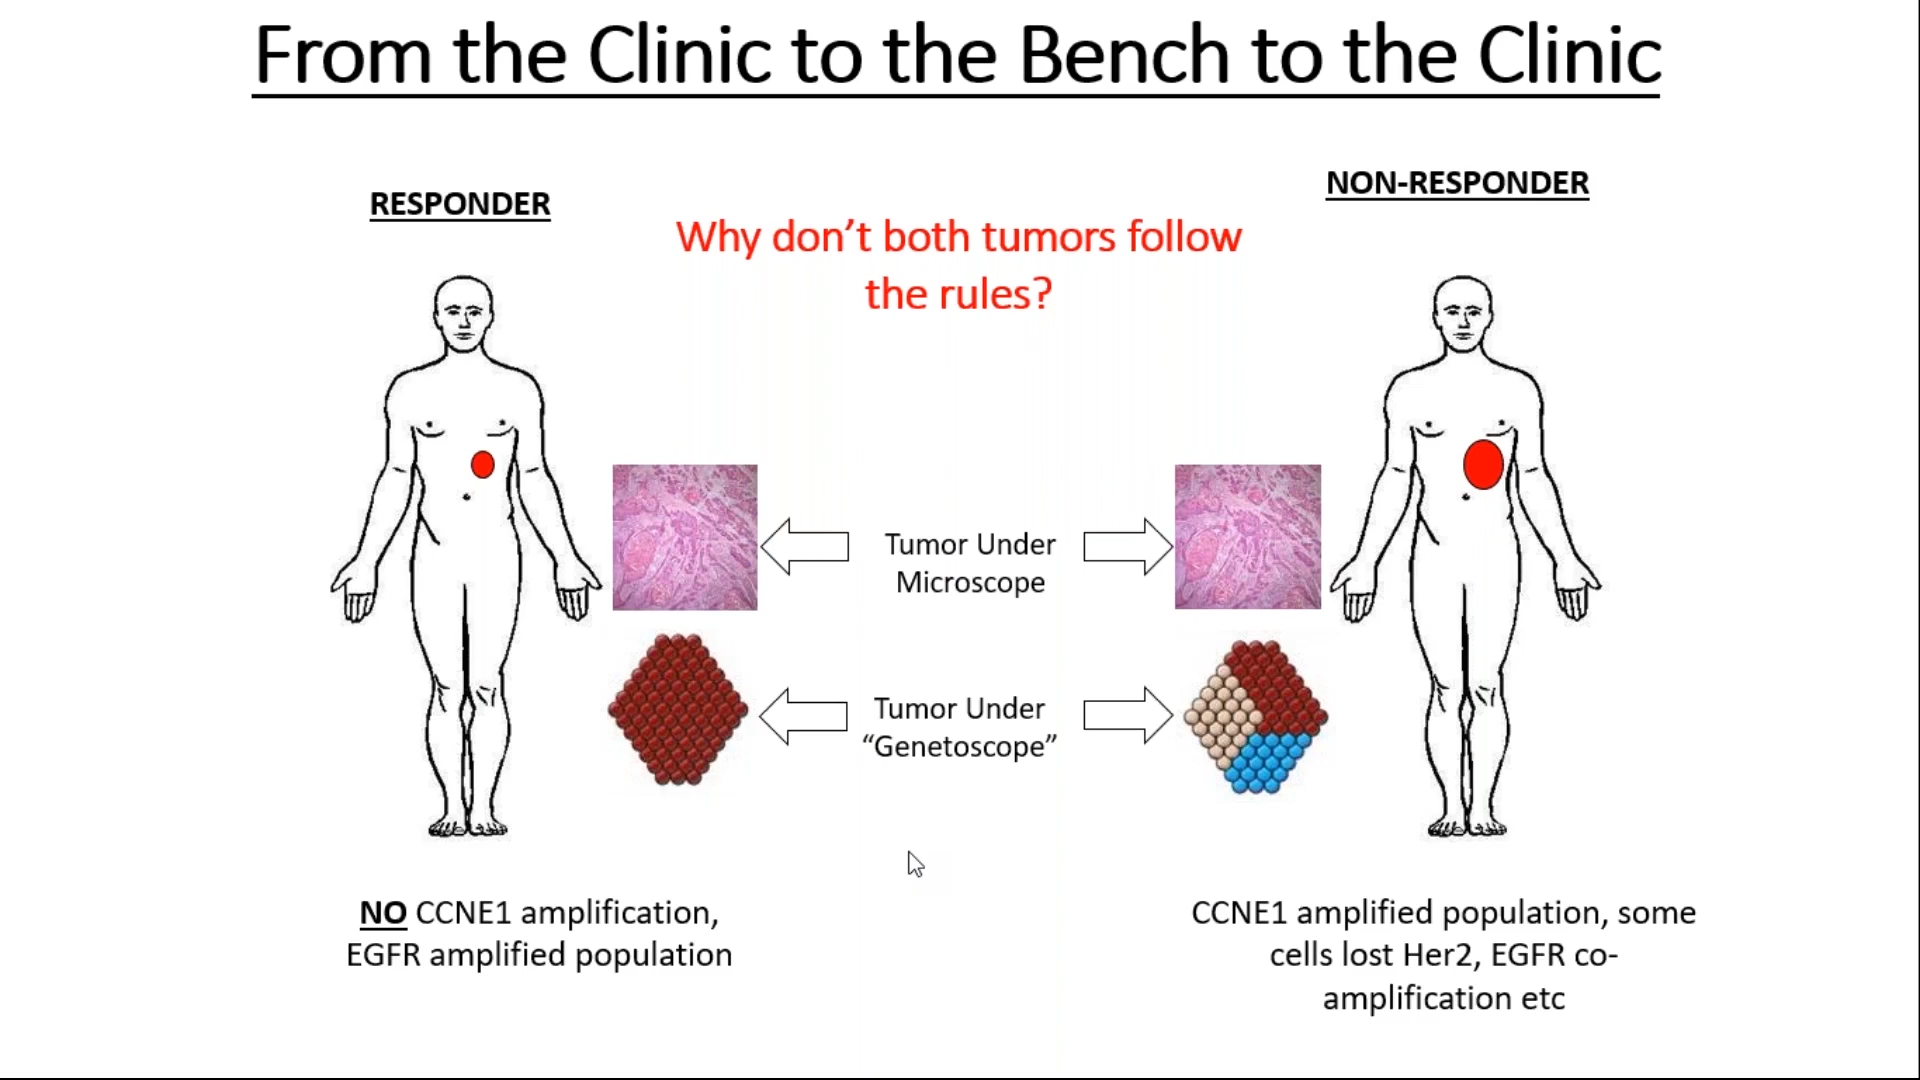 From the Clinic to the Bench to the Clinic
RESPONDER
NON-RESPONDER
Why don’t both tumors follow
the rules?
Tumor Under
Microscope
Tumor Under
“Genetoscope”
NO CCNE1 amplification,
EGFR amplified population
CCNE1 amplified population, some
cells lost Her2, EGFR co-
amplification etc